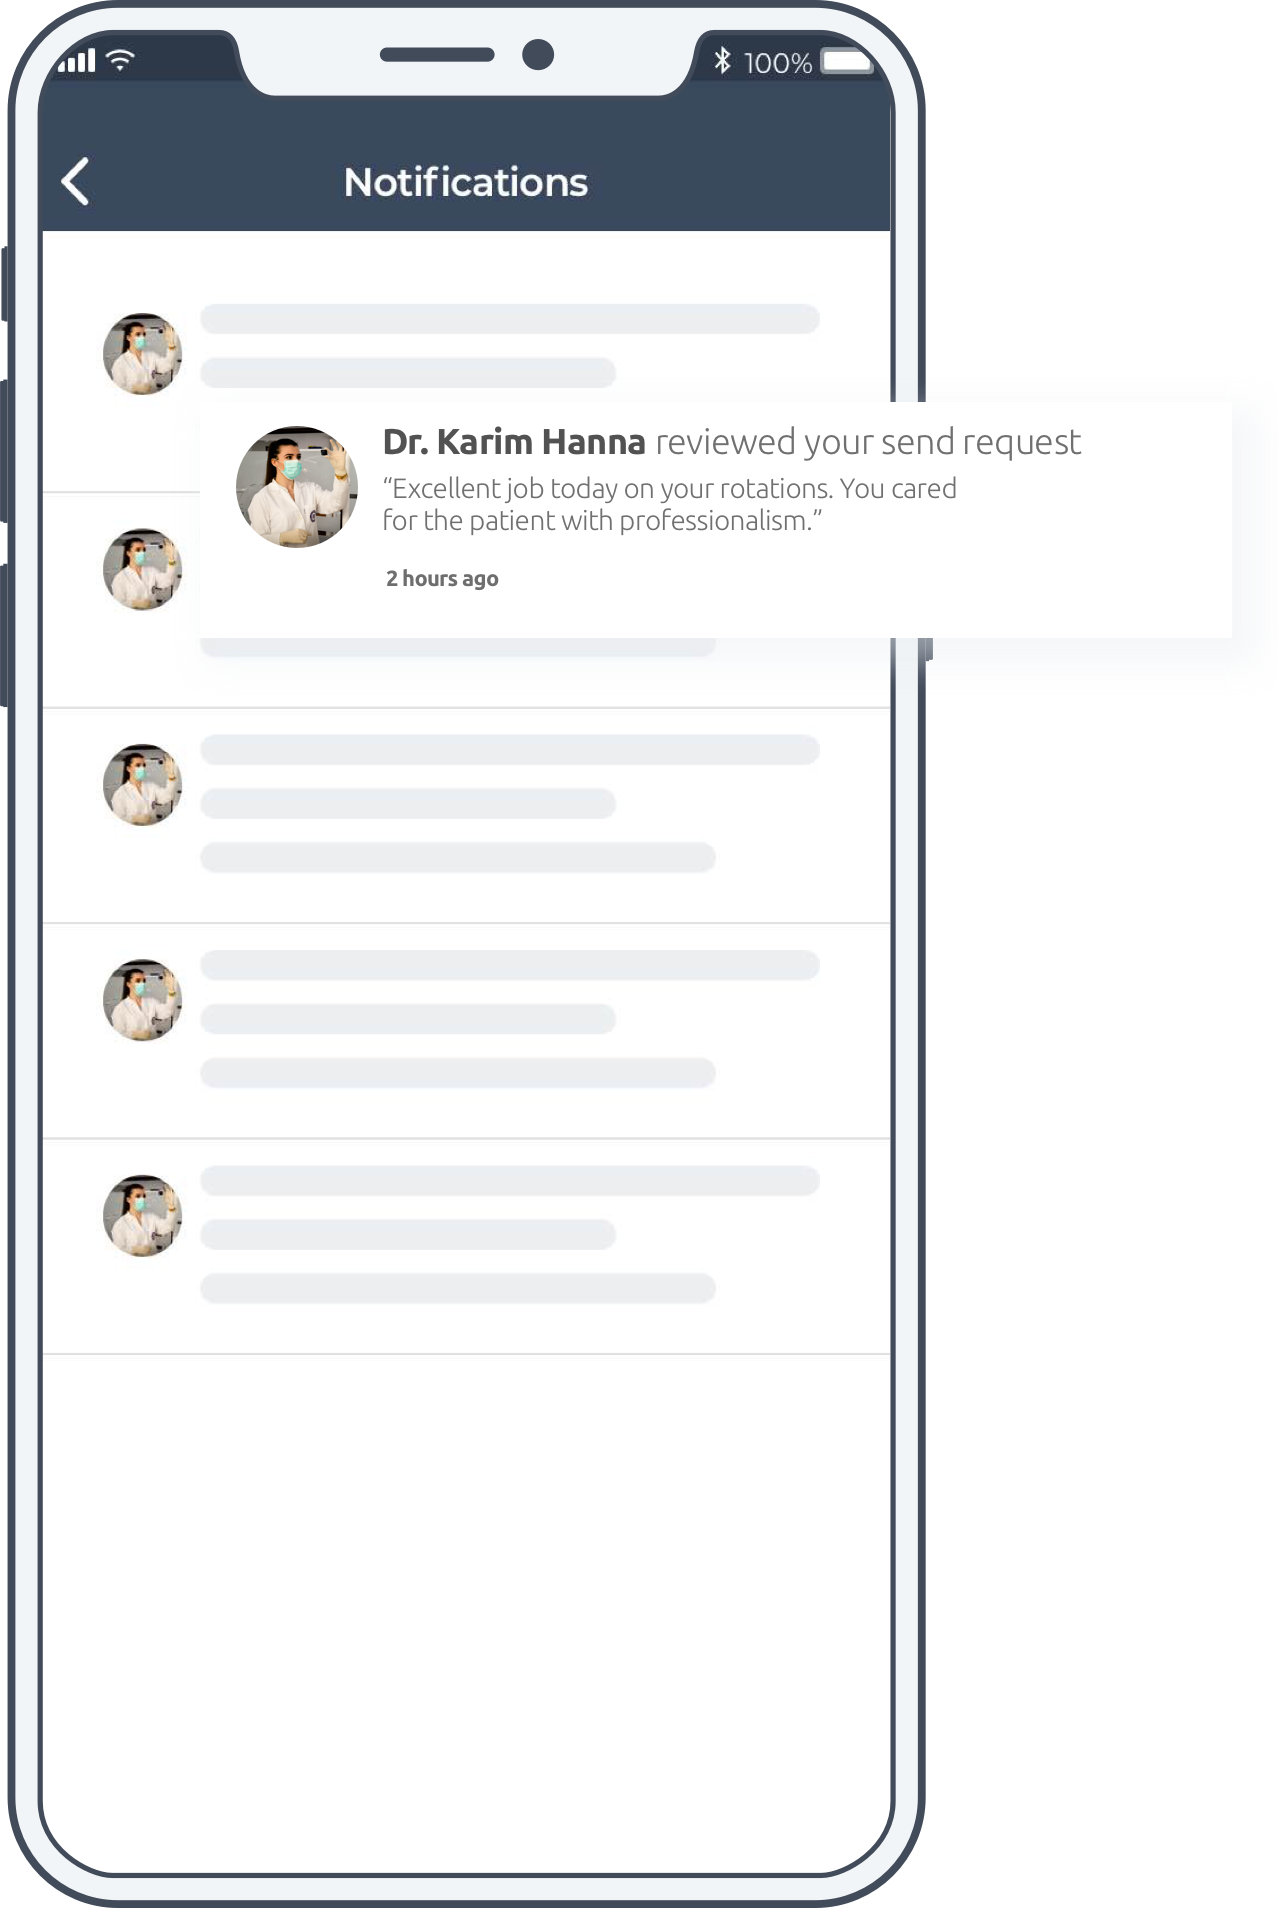 100%
Notifications
Dr. Karim Hanna reviewed your send request
“Excellent job today on your rotations. You cared
for the patient with professionalism.”
2 hours ago